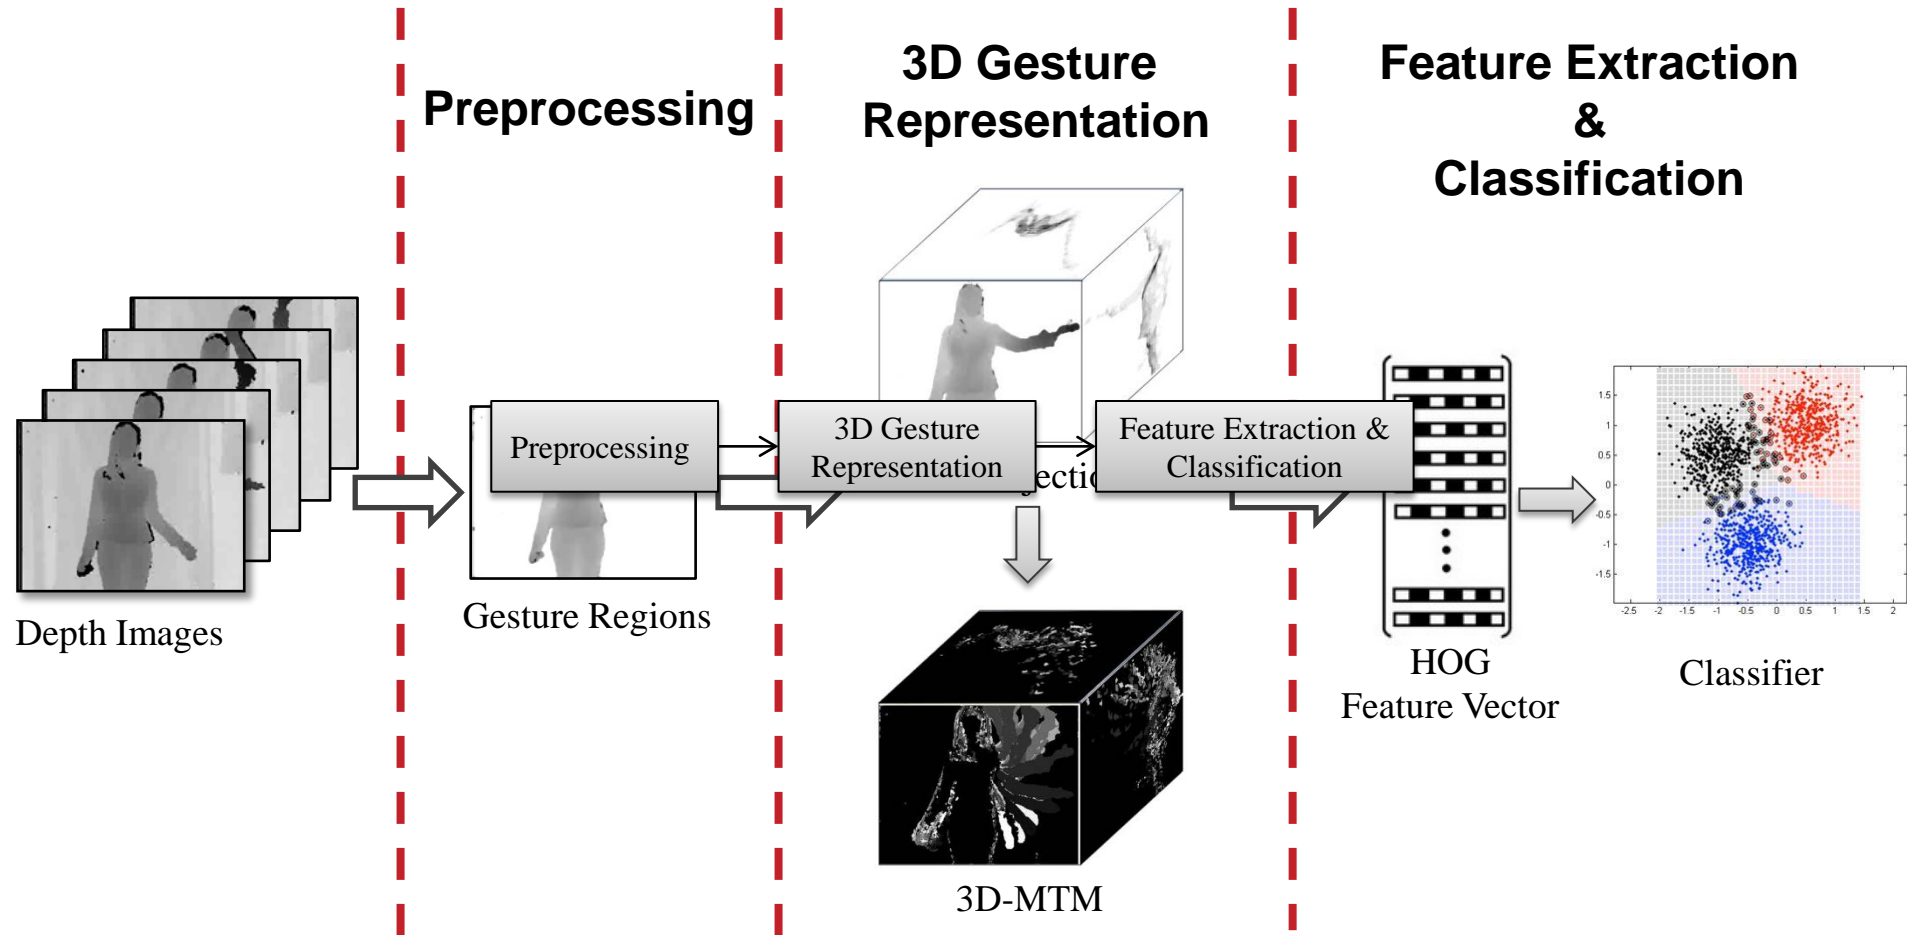 Preprocessing
3D Gesture
Representation
Feature Extraction
&
Classification
Depth Images
Preprocessing
Gesture Regions
3D Gesture
Representation
3D-MTM
Feature Extraction &
Classification
HOG
Feature Vector
1.5
1
0.5
0
-0.5
-1
-1.5
-2.5 -2 -1.5 -1 -0.5 0 0.5 1 1.5 2
Classifier